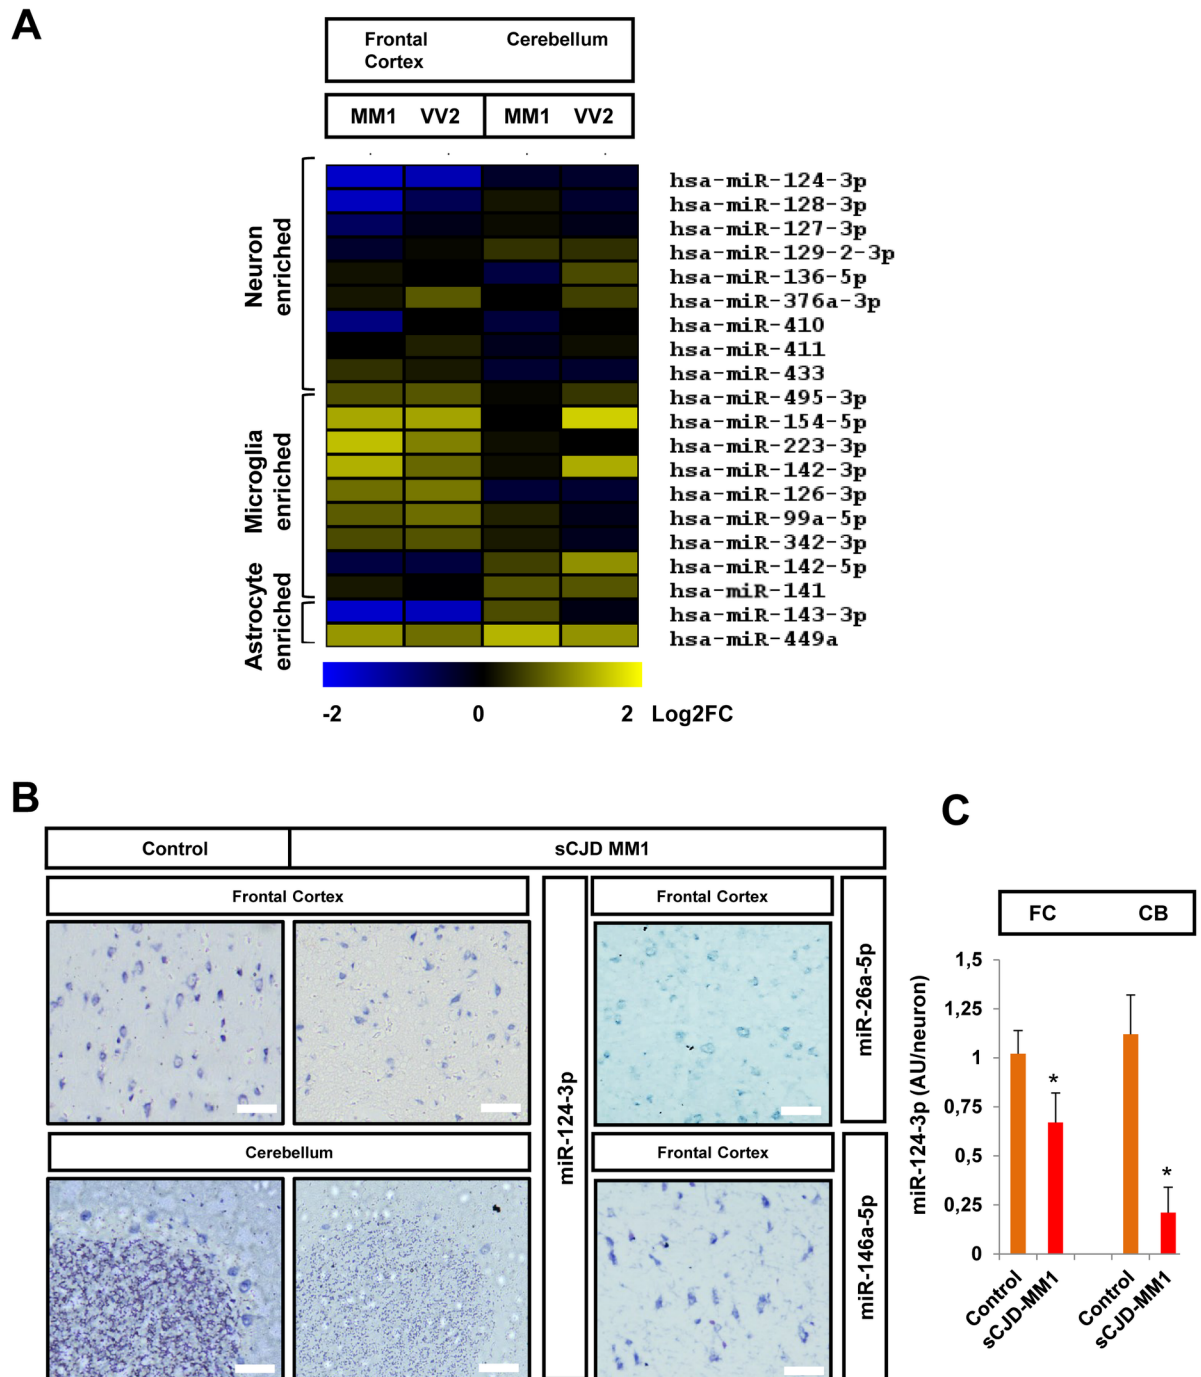 A
Frontal
Cortex
Cerebellum
MM1 VV2 MM1 VV2
Neuron
enriched
Microglia
enriched
Astrocyte
enriched
hsa-miR-124-3p
hsa-miR-128-3p
hsa-miR-127-3p
hsa-miR-129-2-3p
hsa-miR-136-5p
hsa-miR-376a-3p
hsa-miR-410
hsa-miR-411
hsa-miR-433
hsa-miR-495-3p
hsa-miR-154-5p
hsa-miR-223-3p
hsa-miR-142-3p
hsa-miR-126-3p
hsa-miR-99a-5p
hsa-miR-342-3p
hsa-miR-142-5p
hsa-miR-141
hsa-miR-143-3p
hsa-miR-449a
-2 0 2 Log2FC
B
Control sCJD MM1
Frontal Cortex
Frontal Cortex
miR-124-3p
miR-26a-5p
Cerebellum
Frontal Cortex
miR-146a-5p
C
FC CB
miR-124-3p (AU/neuron)
1,5
1,25
1
0,75
0,5
0,25
0
*
*
Control
sCJD-MM1
Control
sCJD-MM1